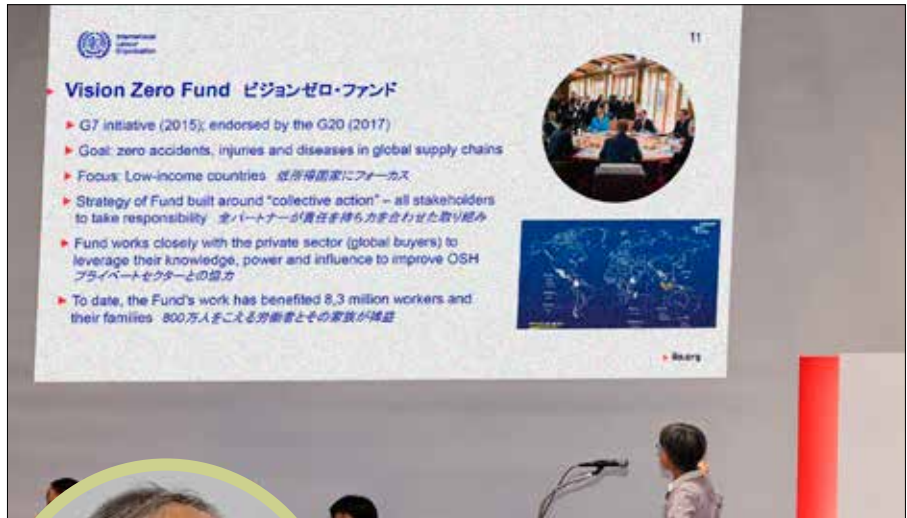 International
Labour
Organization
11
Vision Zero Fund ビジョンゼロ・ファンド
▶ G7 initiative (2015); endorsed by the G20 (2017)
▶ Goal: zero accidents, injuries and diseases in global supply chains
▶ Focus: Low-income countries 低所得国家にフォーカス
▶ Strategy of Fund built around “collective action” – all stakeholders
to take responsibility 全パートナーが責任を持ち力を合わせた取り組み
▶ Fund works closely with the private sector (global buyers) to
leverage their knowledge, power and influence to improve OSH
プライベートセクターとの協力
▶ To date, the Fund's work has benefited 8,3 million workers and
their families 800万人をこえる労働者とその家族が裨益
ilo.org